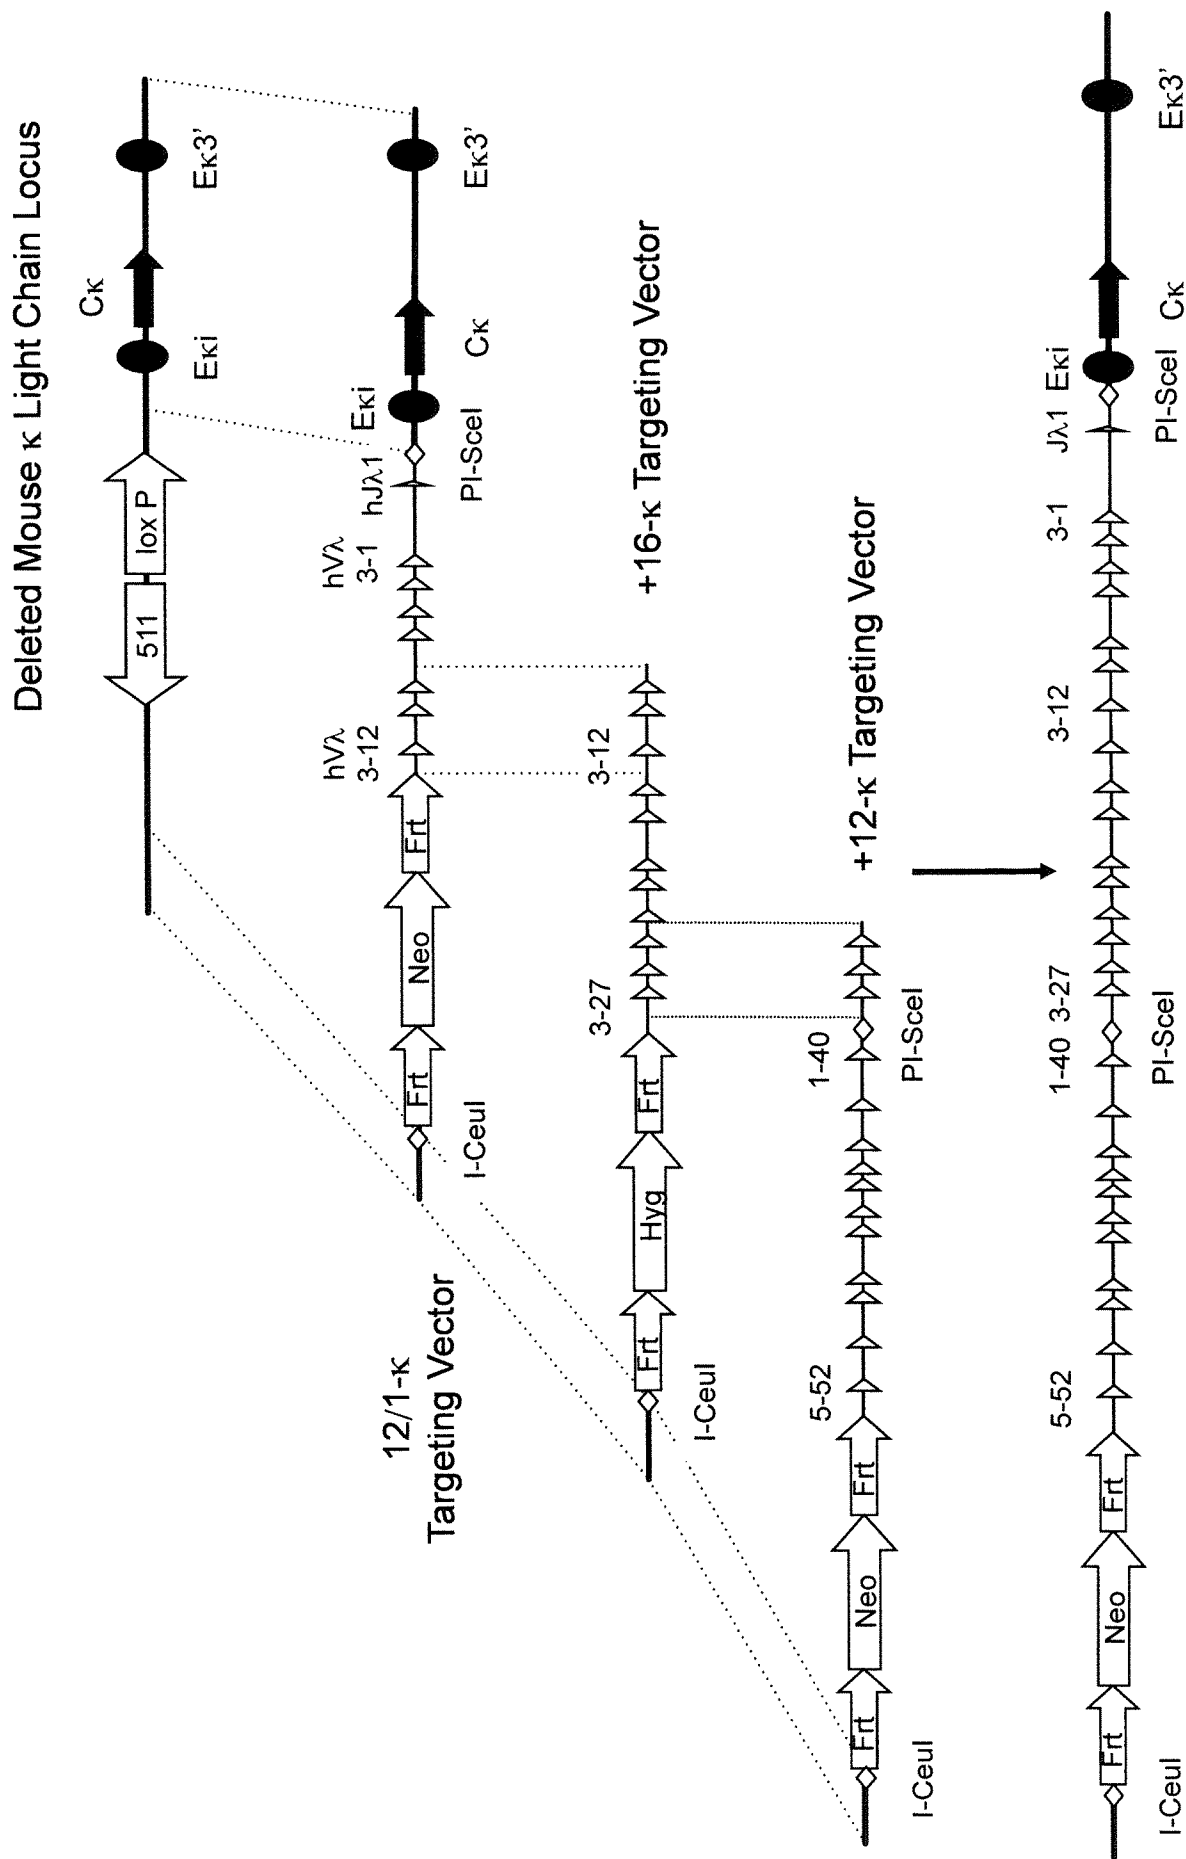 Deleted Mouse κ Light Chain Locus
511
lox P
Eκi
Cκ
Eκ3'
12/1-κ
Targeting Vector
I-CeuI
Frt
Neo
Frt
hVλ
3-12
hVλ
3-1
hJλ1
PI-SceI
Eκi
Cκ
Eκ3'
+16-κ Targeting Vector
I-CeuI
Frt
Hyg
Frt
3-27
3-12
+12-κ Targeting Vector
I-CeuI
Frt
Neo
Frt
5-52
1-40
PI-SceI
I-CeuI
Frt
Neo
Frt
5-52
1-40 3-27
PI-SceI
3-12
3-1
Jλ1
PI-SceI
Eκi
Cκ
Eκ3'